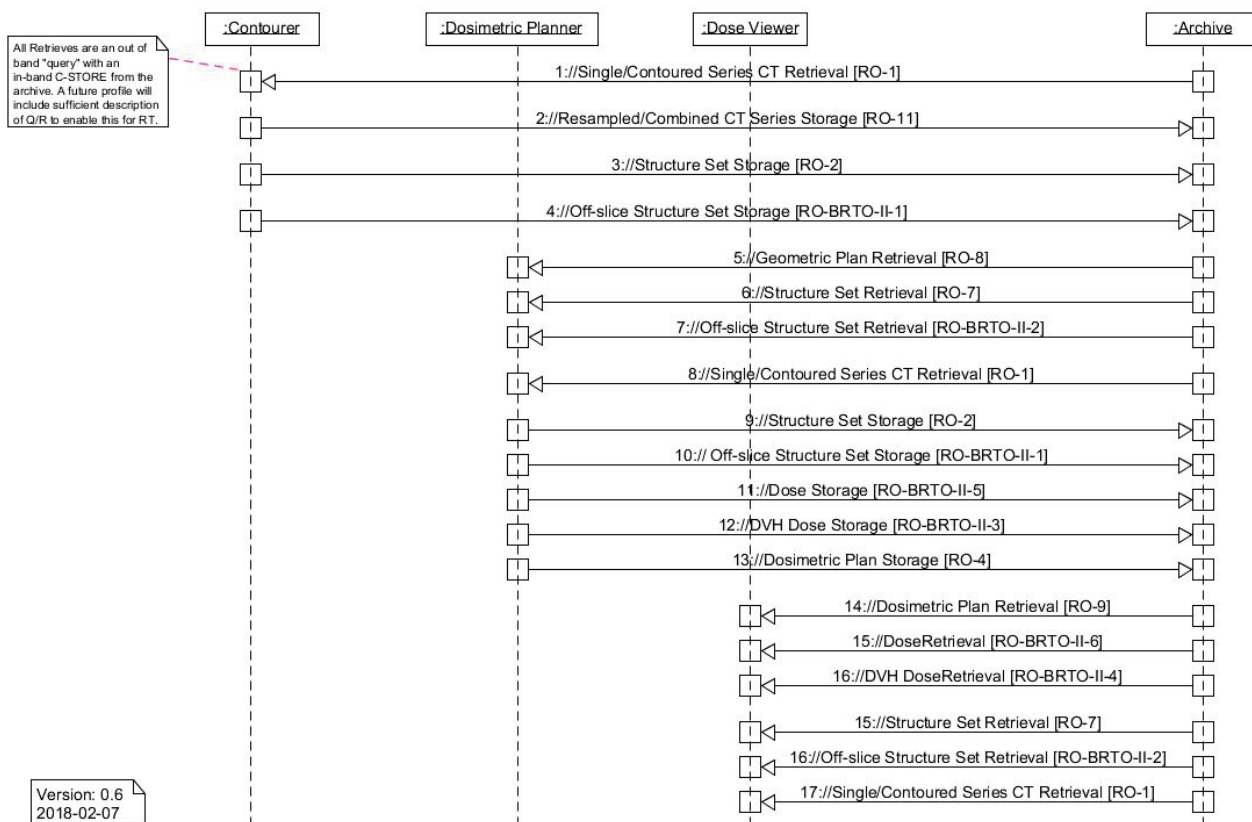 :Contourer
:Dosimetric Planner
:Dose Viewer
:Archive
All Retrieves are an out of
band "query" with an
in-band C-STORE from the
archive. A future profile will
include sufficient description
of Q/R to enable this for RT.
1://Single/Contoured Series CT Retrieval [RO-1]
2://Resampled/Combined CT Series Storage [RO-11]
3://Structure Set Storage [RO-2]
4://Off-slice Structure Set Storage [RO-BRTO-II-1]
5://Geometric Plan Retrieval [RO-8]
6://Structure Set Retrieval [RO-7]
7://Off-slice Structure Set Retrieval [RO-BRTO-II-2]
8://Single/Contoured Series CT Retrieval [RO-1]
9://Structure Set Storage [RO-2]
10:// Off-slice Structure Set Storage [RO-BRTO-II-1]
11://Dose Storage [RO-BRTO-II-5]
12://DVH Dose Storage [RO-BRTO-II-3]
13://Dosimetric Plan Storage [RO-4]
14://Dosimetric Plan Retrieval [RO-9]
15://DoseRetrieval [RO-BRTO-II-6]
16://DVH DoseRetrieval [RO-BRTO-II-4]
15://Structure Set Retrieval [RO-7]
16://Off-slice Structure Set Retrieval [RO-BRTO-II-2]
17://Single/Contoured Series CT Retrieval [RO-1]
Version: 0.6
2018-02-07